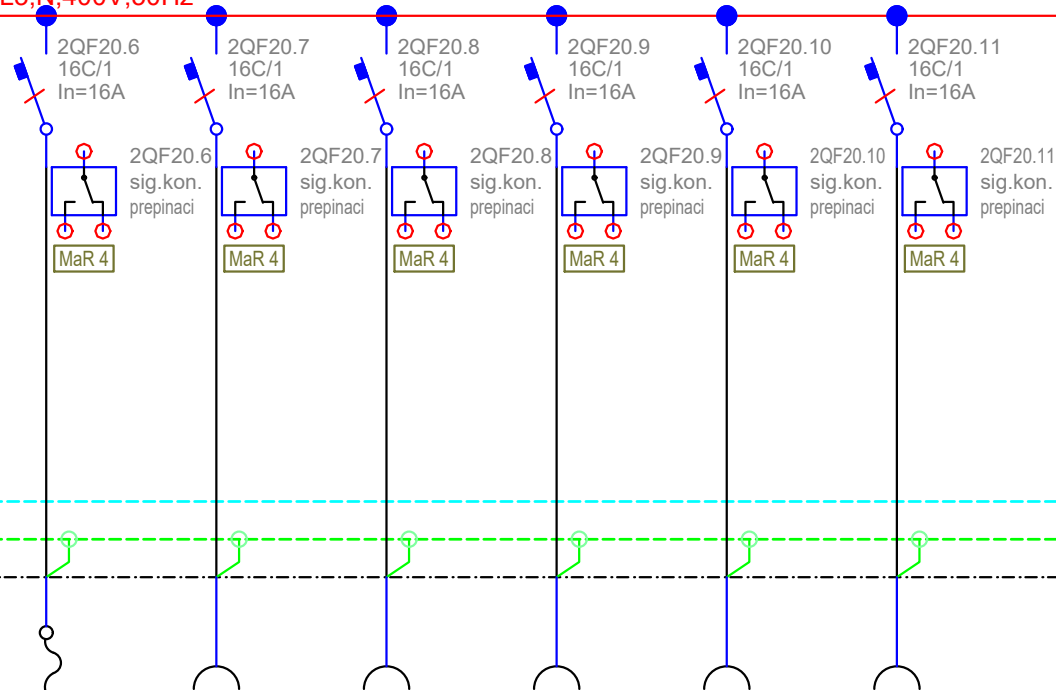 2QF20.6
16C/1
In=16A
2QF20.7
16C/1
In=16A
2QF20.8
16C/1
In=16A
2QF20.9
16C/1
In=16A
2QF20.10
16C/1
In=16A
2QF20.11
16C/1
In=16A
2QF20.6
sig.kon.
prepinaci
MaR 4
2QF20.7
sig.kon.
prepinaci
MaR 4
2QF20.8
sig.kon.
prepinaci
MaR 4
2QF20.9
sig.kon.
prepinaci
MaR 4
2QF20.10
sig.kon.
prepinaci
MaR 4
2QF20.11
sig.kon.
prepinaci
MaR 4